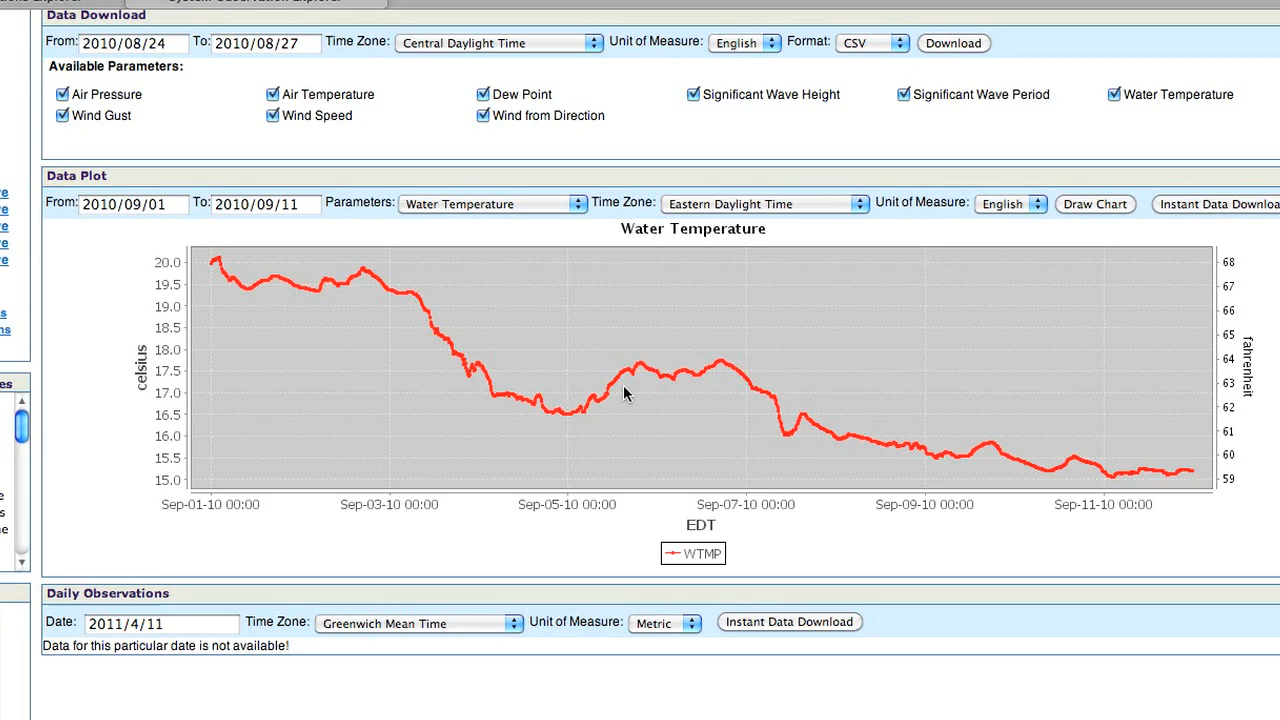 Data Download
From: 2010/08/24 To: 2010/08/27 Time Zone: Central Daylight Time Unit of Measure: English Format: CSV Download
Available Parameters:
Air Pressure Air Temperature Dew Point Significant Wave Height Significant Wave Period Water Temperature
Wind Gust Wind Speed Wind from Direction
Data Plot
From: 2010/09/01 To: 2010/09/11 Parameters: Water Temperature Time Zone: Eastern Daylight Time Unit of Measure: English Draw Chart Instant Data Downloa
Water Temperature
20.0 68
19.5 67
19.0 66
18.5 65
18.0 64
17.5 63
17.0 62
16.5 61
16.0 60
15.5 59
15.0
celsius
fahrenheit
Sep-01-10 00:00 Sep-03-10 00:00 Sep-05-10 00:00 Sep-07-10 00:00 Sep-09-10 00:00 Sep-11-10 00:00
EDT
WTMP
Daily Observations
Date: 2011/4/11 Time Zone: Greenwich Mean Time Unit of Measure: Metric Instant Data Download
Data for this particular date is not available!